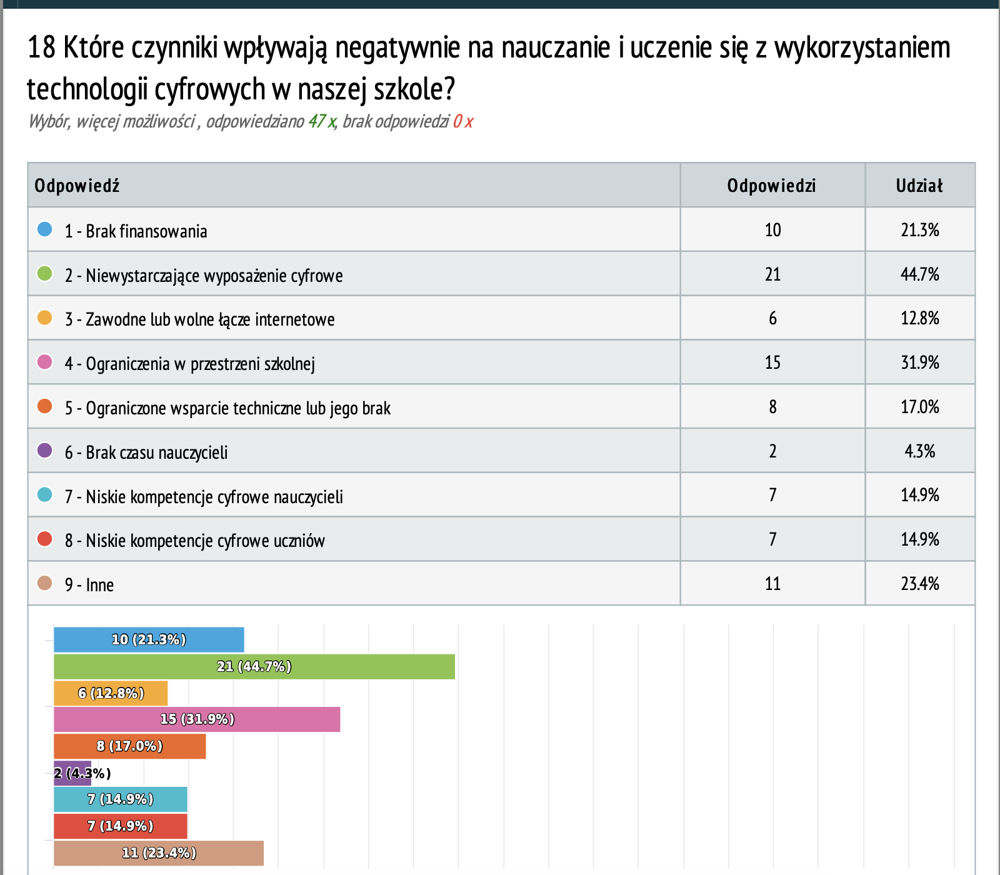 18 Które czynniki wpływają negatywnie na nauczanie i uczenie się z wykorzystaniem
technologii cyfrowych w naszej szkole?
Wybór, więcej możliwości , odpowiedziano 47 x, brak odpowiedzi 0 x
Odpowiedź Odpowiedzi Udział
1 - Brak finansowania 10 21.3%
2 - Niewystarczające wyposażenie cyfrowe 21 44.7%
3 - Zawodne lub wolne łącze internetowe 6 12.8%
4 - Ograniczenia w przestrzeni szkolnej 15 31.9%
5 - Ograniczone wsparcie techniczne lub jego brak 8 17.0%
6 - Brak czasu nauczycieli 2 4.3%
7 - Niskie kompetencje cyfrowe nauczycieli 7 14.9%
8 - Niskie kompetencje cyfrowe uczniów 7 14.9%
9 - Inne 11 23.4%
10 (21.3%)
21 (44.7%)
6 (12.8%)
15 (31.9%)
8 (17.0%)
2 (4.3%)
7 (14.9%)
7 (14.9%)
11 (23.4%)